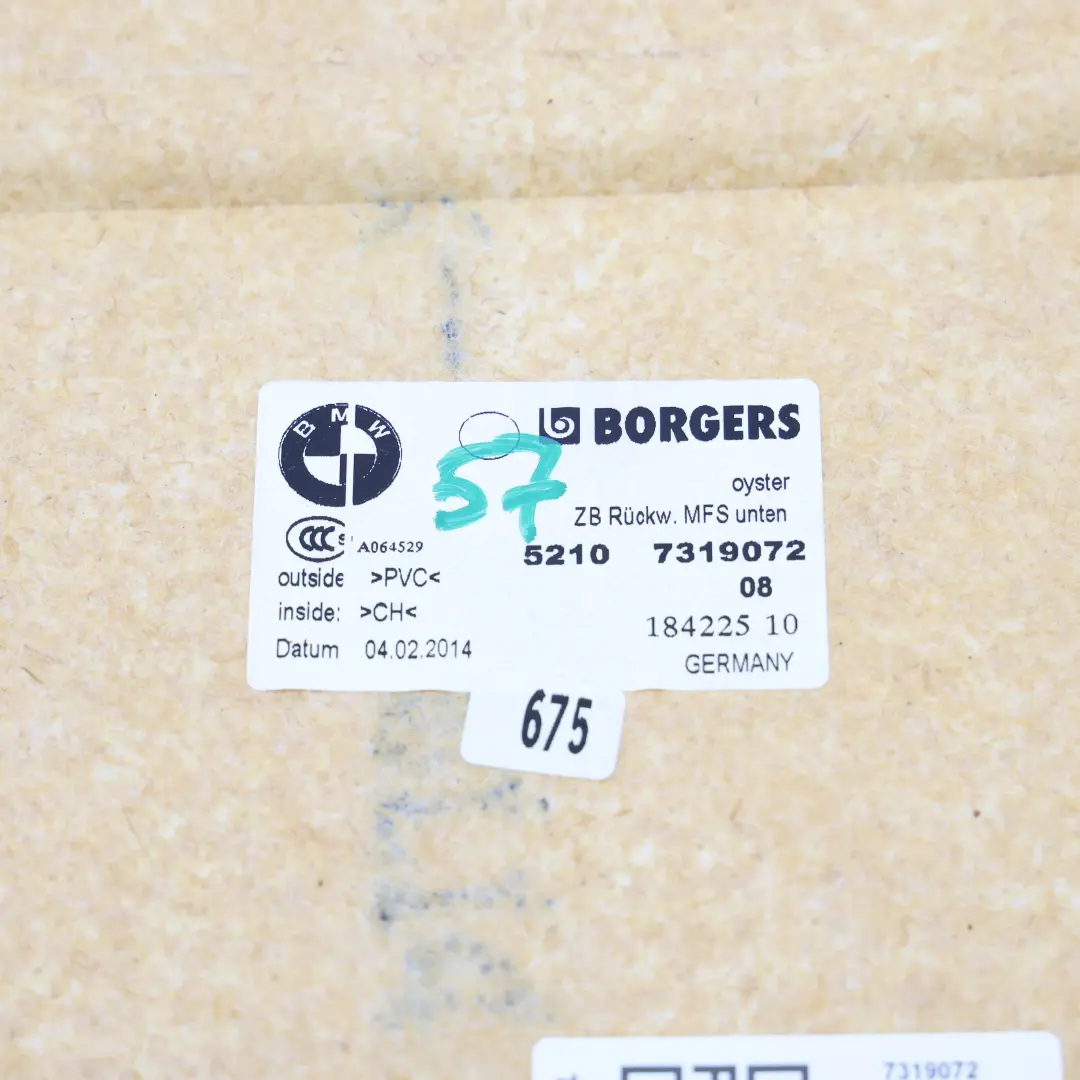 BMW
BORGERS
57
oyster
ZB Rückw. MFS unten
CCC S A064529
5210 7319072
outside >PVC<
08
inside: >CH<
184225 10
Datum 04.02.2014
GERMANY
675
7319072